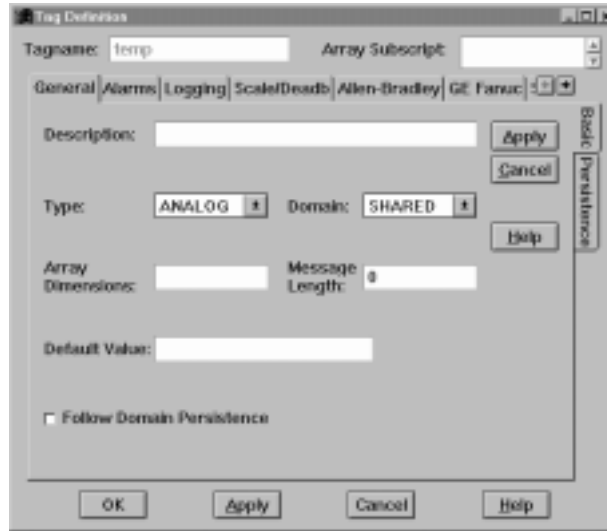 Tag Definition
Tagname: temp Array Subscript:
General Alarms Logging Scale/Deadb Allen-Bradley GE Fanuc
Basic
Persistence
Description:
Apply
Cancel
Type: ANALOG Domain: SHARED
Help
Array Dimensions: Message Length: 0
Default Value:
Follow Domain Persistence
OK Apply Cancel Help